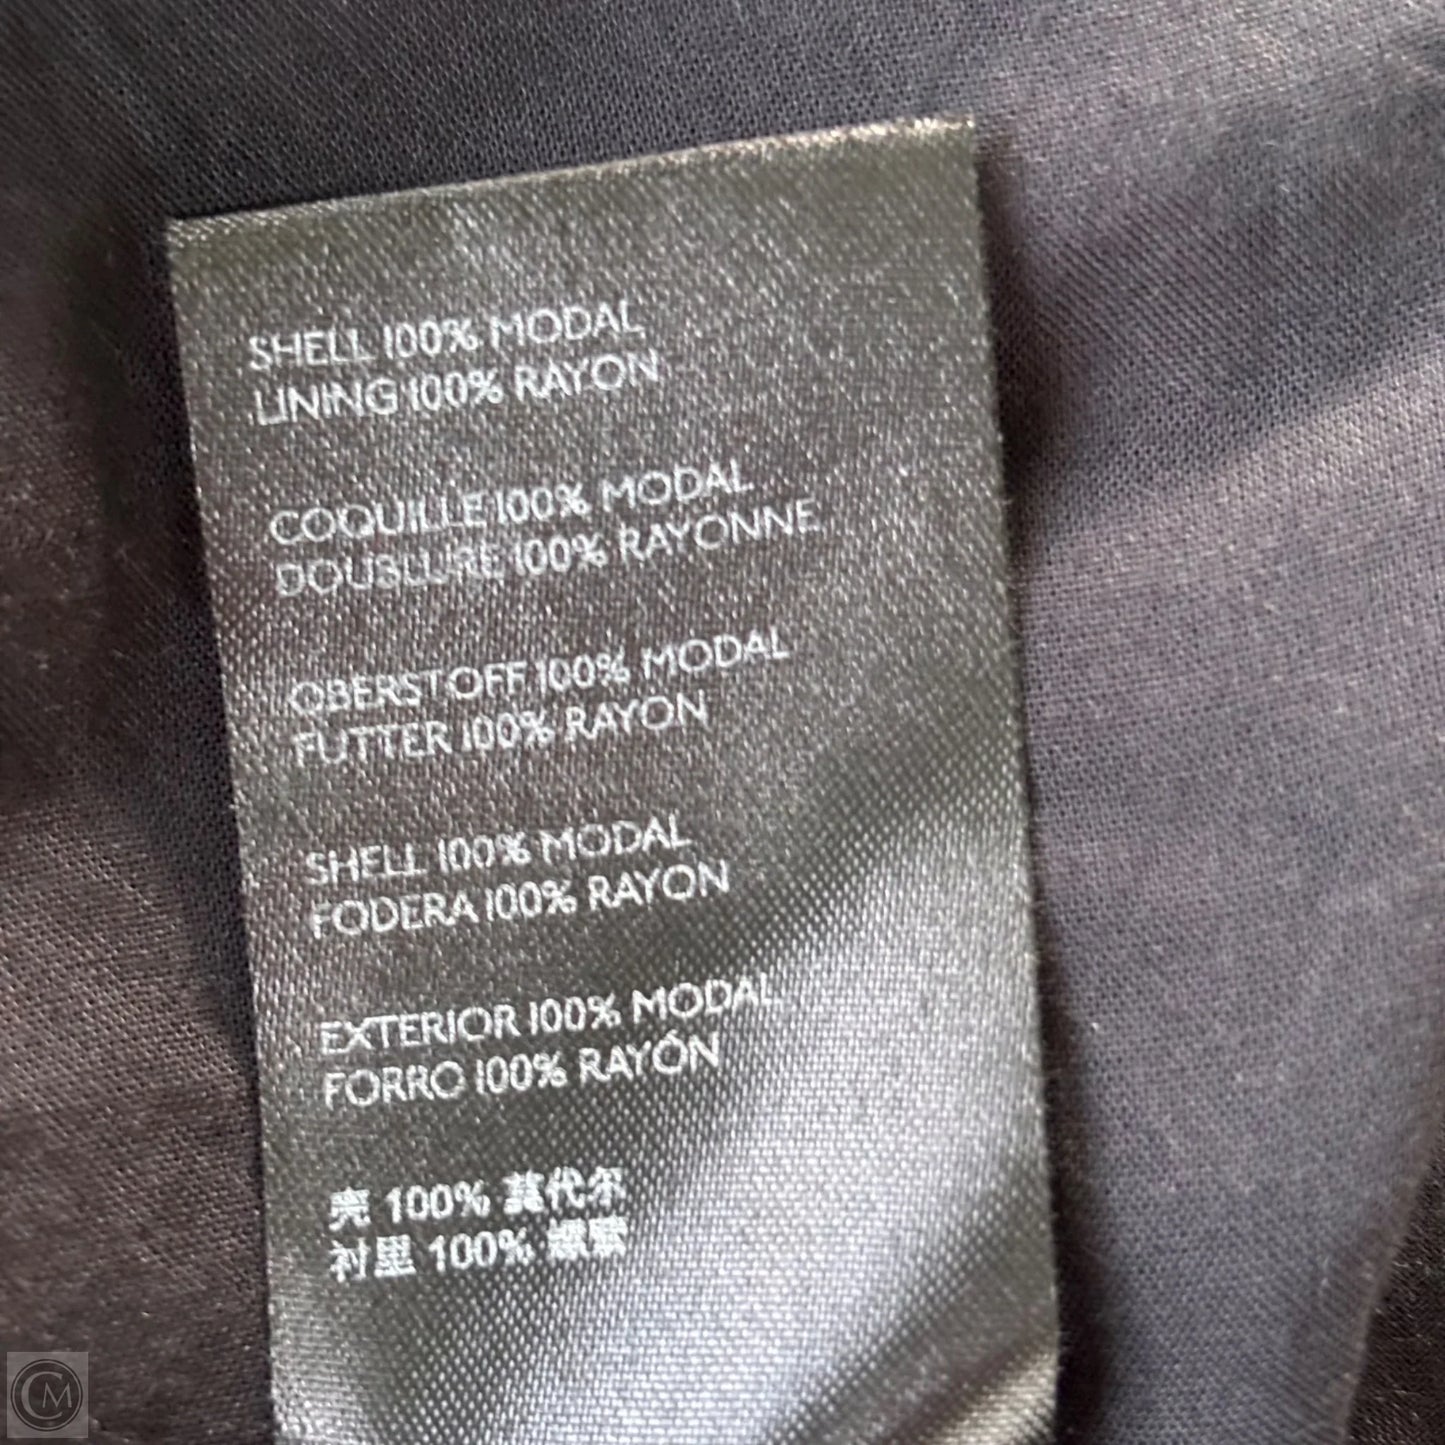 SHELL 100% MODAL
LINING 100% RAYON
COQUILLE 100% MODAL
DOUBLURE 100% RAYONNE
OBERSTOFF 100% MODAL
FUTTER 100% RAYON
SHELL 100% MODAL
FODERA 100% RAYON
EXTERIOR 100% MODAL
FORRO 100% RAYÓN
壳 100% 莫代尔
衬里 100%
CM